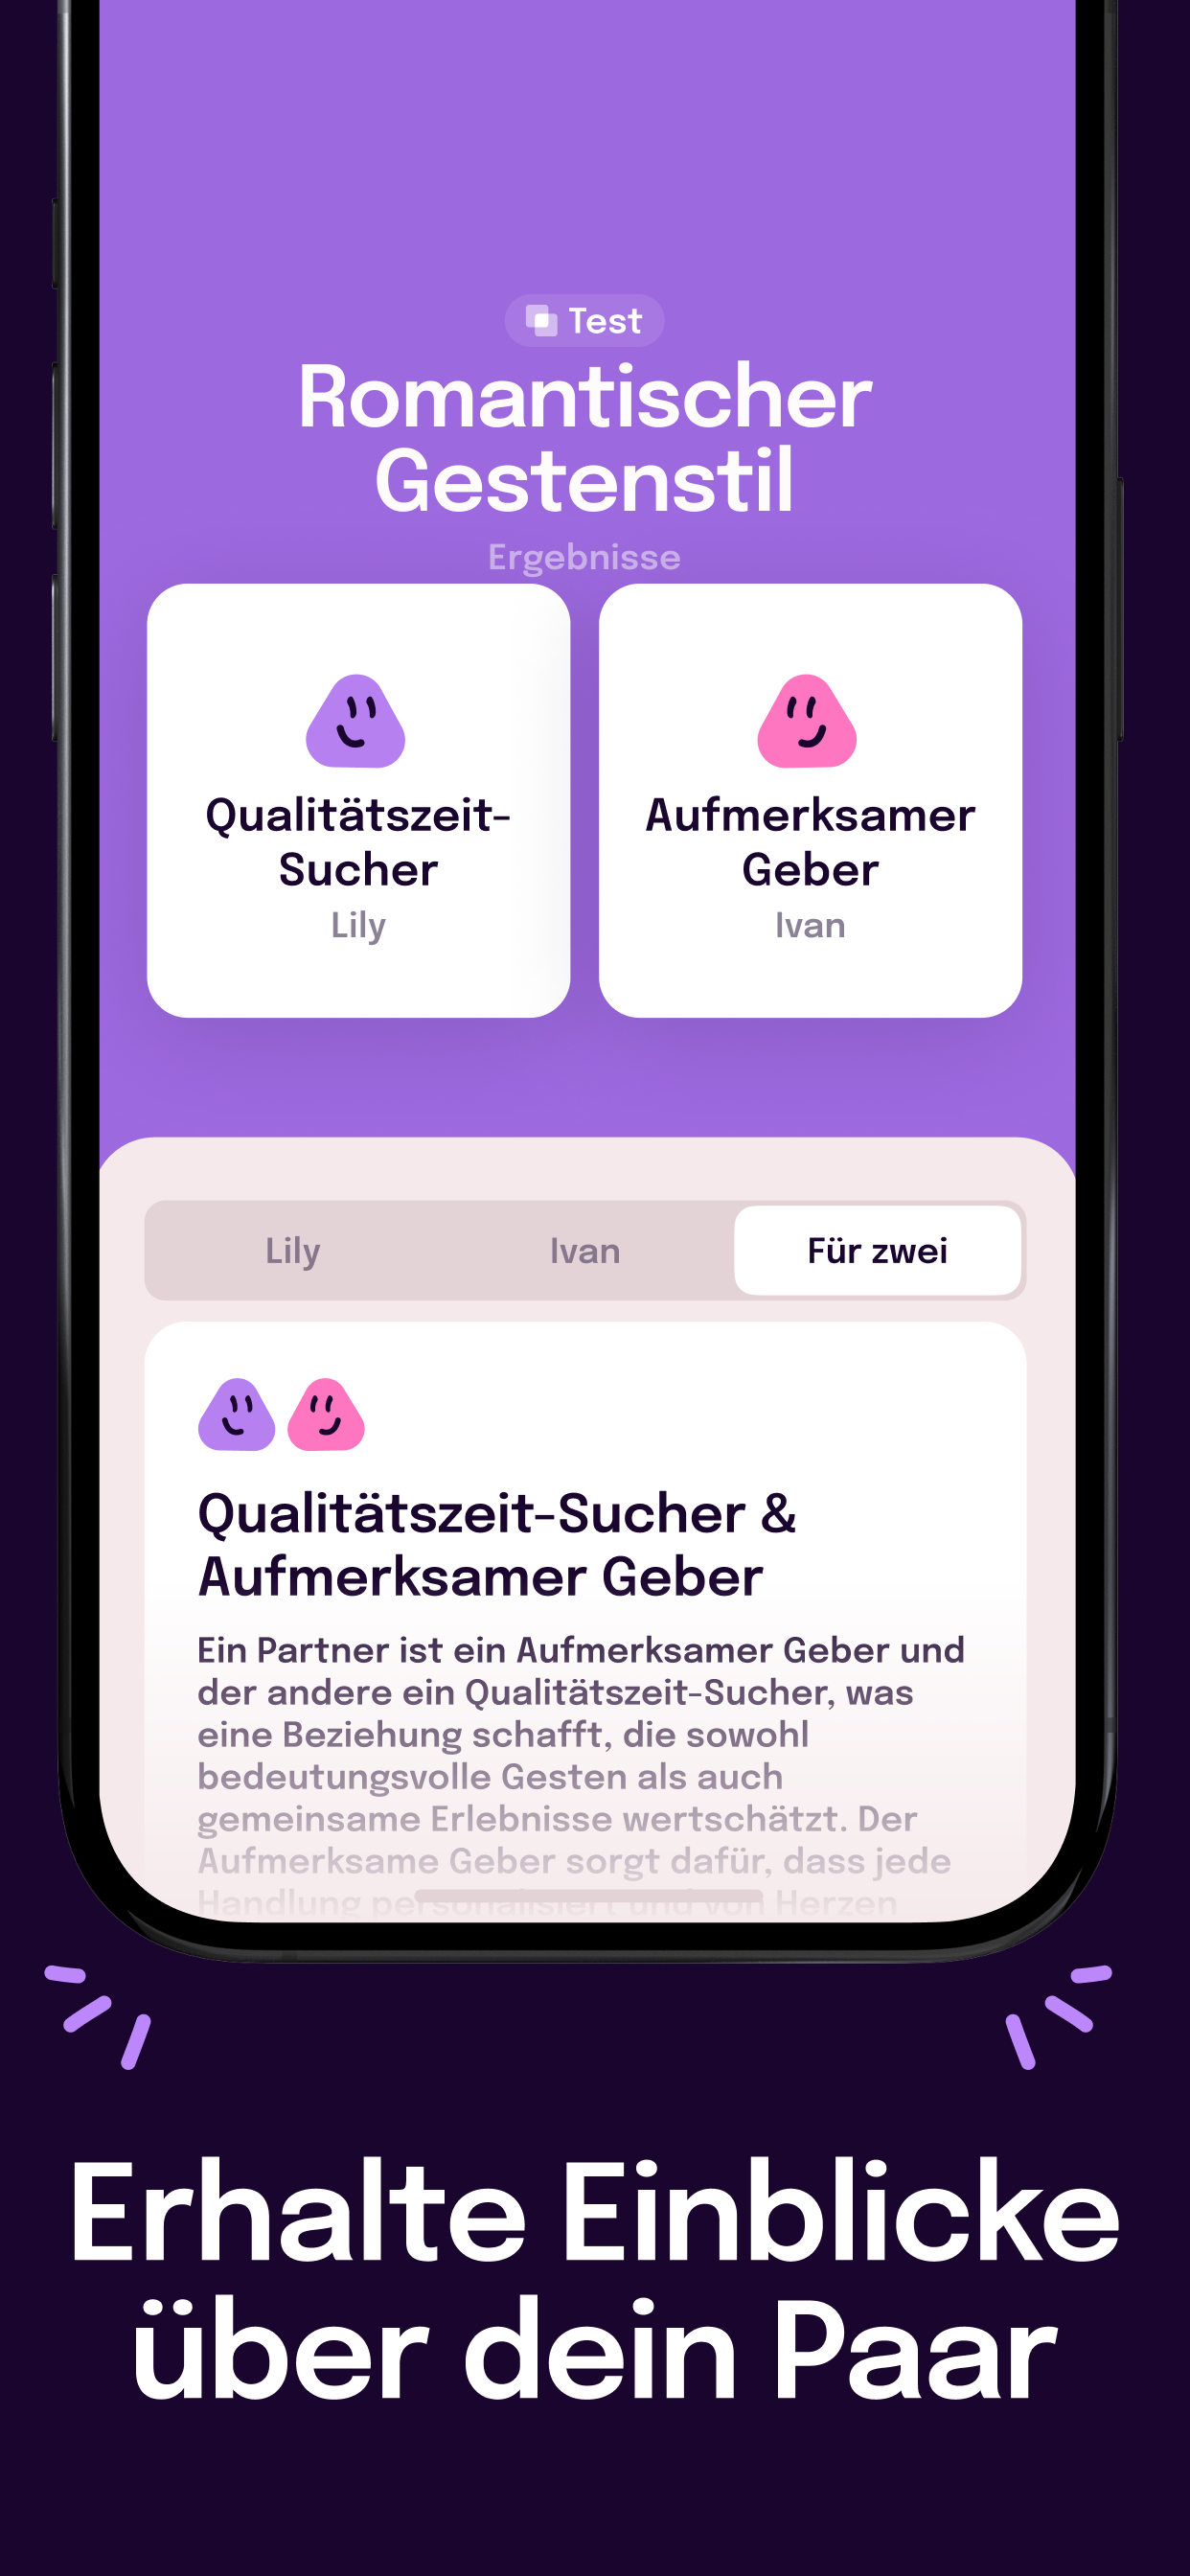 Test
Romantischer
Gestenstil
Ergebnisse
Qualitätszeit-
Sucher
Lily
Aufmerksamer
Geber
Ivan
Lily Ivan Für zwei
Qualitätszeit-Sucher &
Aufmerksamer Geber
Ein Partner ist ein Aufmerksamer Geber und
der andere ein Qualitätszeit-Sucher, was
eine Beziehung schafft, die sowohl
bedeutungsvolle Gesten als auch
gemeinsame Erlebnisse wertschätzt. Der
Aufmerksame Geber sorgt dafür, dass jede
Handlung personalisiert und von Herzen
Erhalte Einblicke
über dein Paar